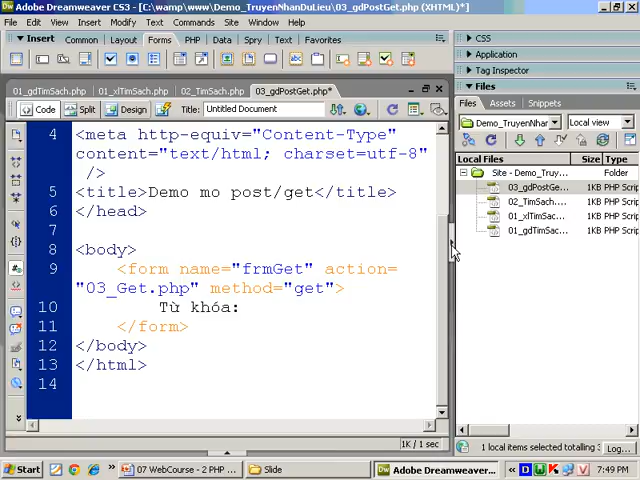 Adobe Dreamweaver CS3 - [C:\wamp\www\Demo_TruyenNhanDuLieu\03_gdPostGet.php (XHTML)*]
File Edit View Insert Modify Text Commands Site Window Help
Insert Common Layout Forms PHP Data Spry Text Favorites
CSS
Application
Tag Inspector
Files
01_gdTimSach.php 01_xlTimSach.php 02_TimSach.php 03_gdPostGet.php*
Files Assets Snippets
Code Split Design Title: Untitled Document
Demo_TruyenNh Local view
Local Files Size Type
Site - Demo_Truy... Folder
03_gdPostGe... 1KB PHP Scrip
02_TimSach.... 1KB PHP Scrip
01_xlTimSac... 1KB PHP Scrip
01_gdTimSac... 1KB PHP Scrip
4 <meta http-equiv="Content-Type"
content="text/html; charset=utf-8"
/>
5 <title>Demo mo post/get</title>
6 </head>
7
8 <body>
9 <form name="frmGet" action=
"03_Get.php" method="get">
10 Từ khóa:
11 </form>
12 </body>
13 </html>
14
1K / 1 sec
1 local items selected totalling 3 Log...
Start 07 WebCourse - 2 PHP ... Slide Adobe Dreamweaver... 7:49 PM